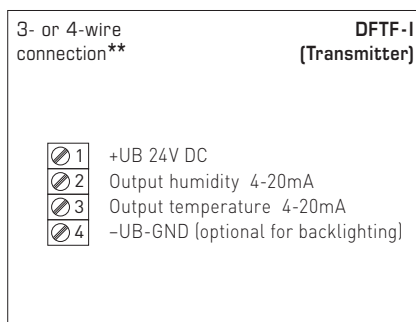 3- or 4-wire
connection**
DFTF-I
(Transmitter)
1 +UB 24V DC
2 Output humidity 4-20mA
3 Output temperature 4-20mA
4 –UB-GND (optional for backlighting)